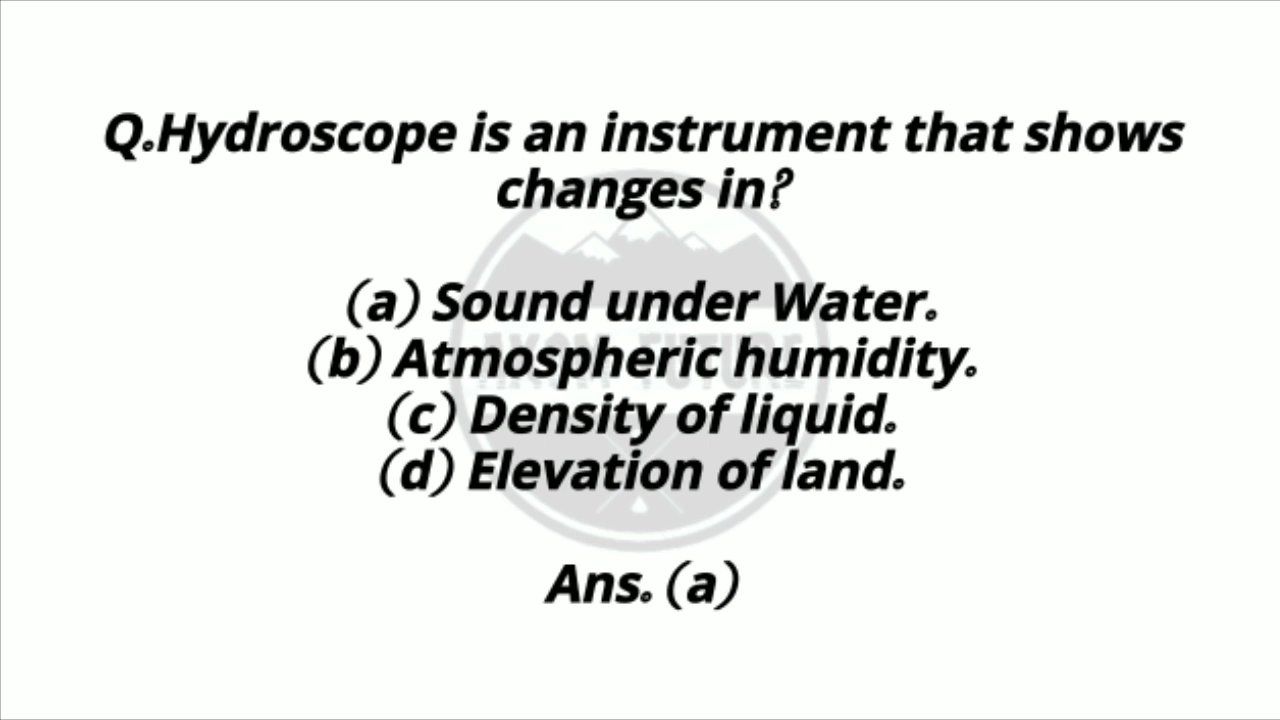 Q.Hydroscope is an instrument that shows
changes in?
(a) Sound under Water.
(b) Atmospheric humidity.
(c) Density of liquid.
(d) Elevation of land.
Ans. (a)